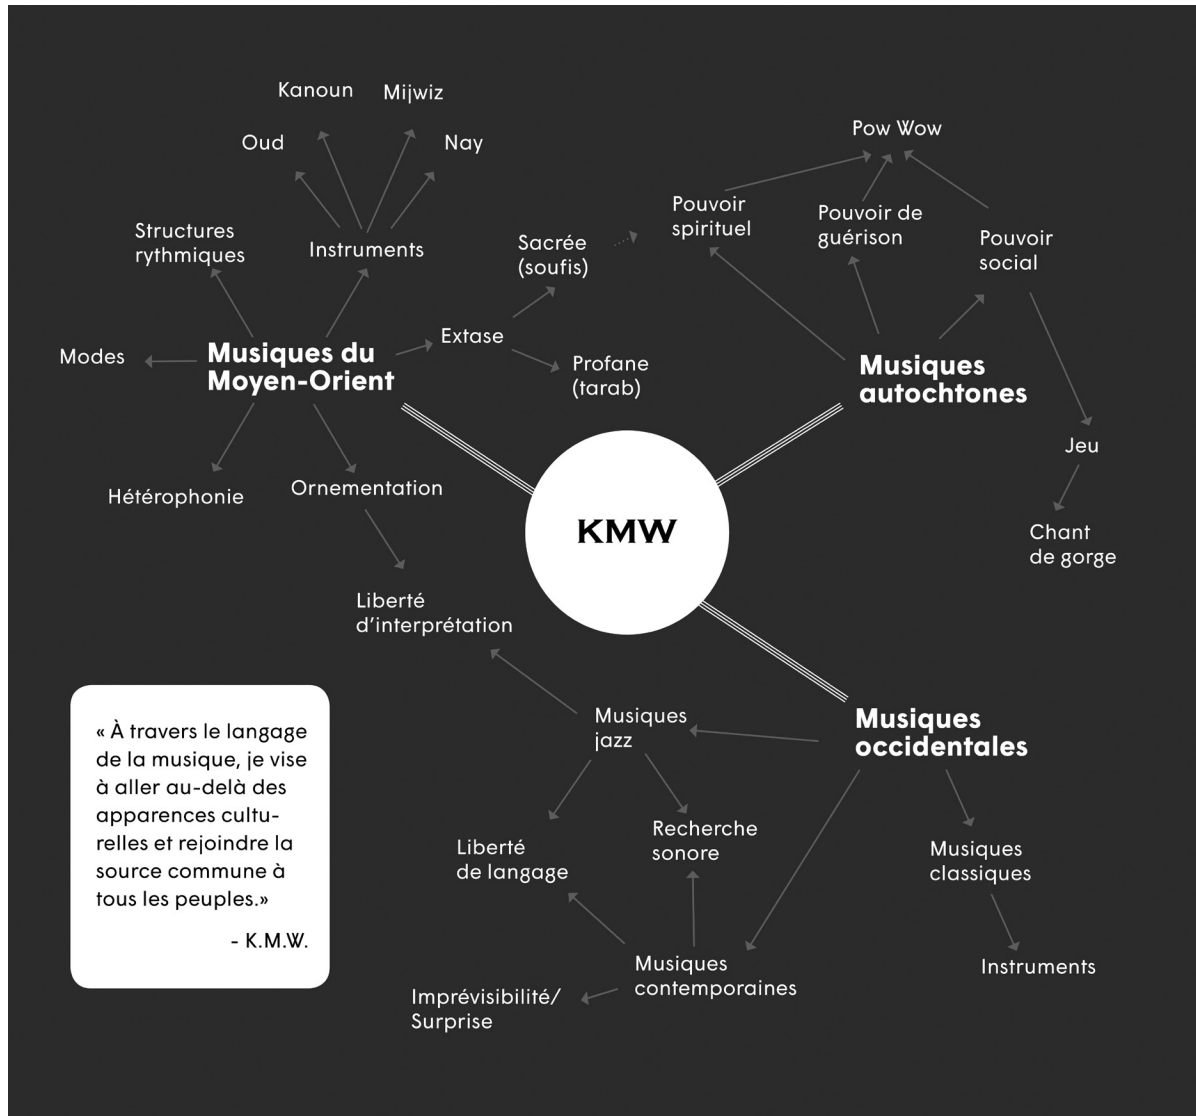 Kanoun
Mijwiz
Oud
Nay
Structures
rythmiques
Instruments
Modes
Musiques du
Moyen-Orient
Extase
Sacrée
(soufis)
Profane
(tarab)
Hétérophonie
Ornementation
Liberté
d’interprétation
Pow Wow
Pouvoir
spirituel
Pouvoir de
guérison
Pouvoir
social
Musiques
autochtones
Jeu
Chant
de gorge
KMW
Musiques
occidentales
Musiques
jazz
Liberté
de langage
Recherche
sonore
Musiques
classiques
Instruments
Musiques
contemporaines
Imprévisibilité/
Surprise
« À travers le langage
de la musique, je vise
à aller au-delà des
apparences cultu-
relles et rejoindre la
source commune à
tous les peuples.»
- K.M.W.